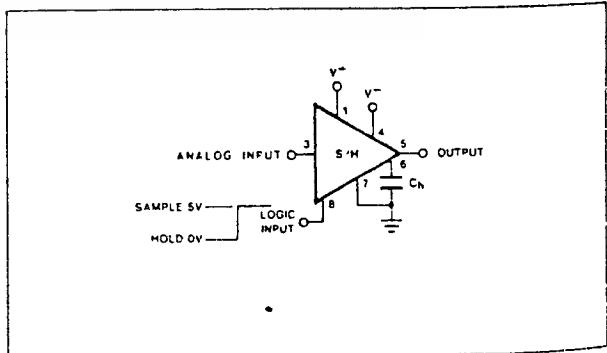 V+
V-
1
4
3
5
ANALOG INPUT
S/H
OUTPUT
6
7
Ch
8
SAMPLE 5V
LOGIC
INPUT
HOLD 0V